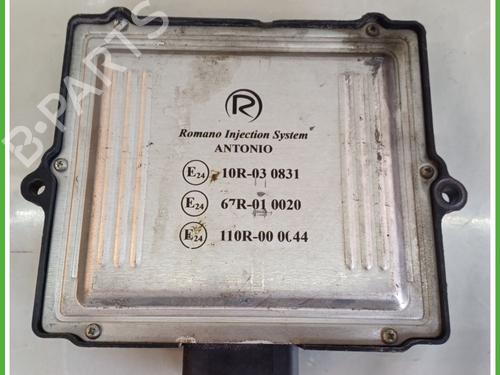 B-PARTS
R
Romano Injection System
ANTONIO
E24 10R-03 0831
E24 67R-01 0020
E24 110R-00 0044